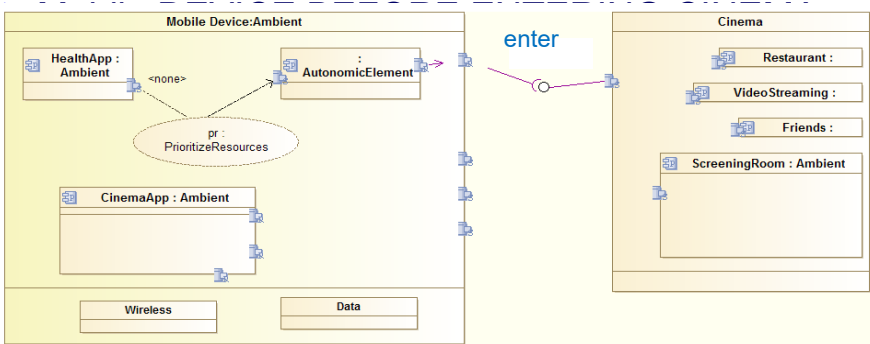 Mobile Device:Ambient
HealthApp :
Ambient
<none>
:
AutonomicElement
pr :
PrioritizeResources
CinemaApp : Ambient
Wireless
Data
enter
Cinema
Restaurant :
VideoStreaming :
Friends :
ScreeningRoom : Ambient